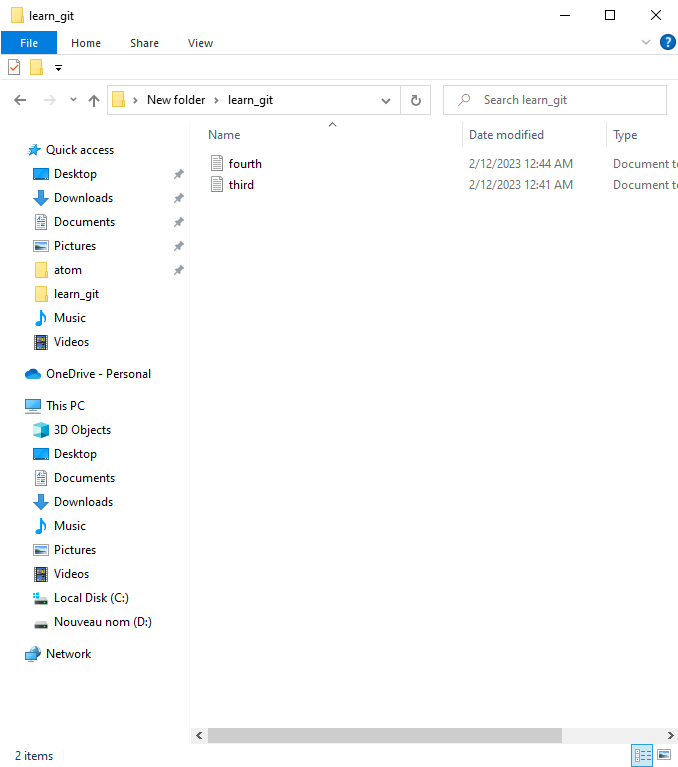 learn_git
File Home Share View
New folder learn_git
Search learn_git
Name Date modified Type
fourth 2/12/2023 12:44 AM Document to
third 2/12/2023 12:41 AM Document to
Quick access
Desktop
Downloads
Documents
Pictures
atom
learn_git
Music
Videos
OneDrive - Personal
This PC
3D Objects
Desktop
Documents
Downloads
Music
Pictures
Videos
Local Disk (C:)
Nouveau nom (D:)
Network
2 items